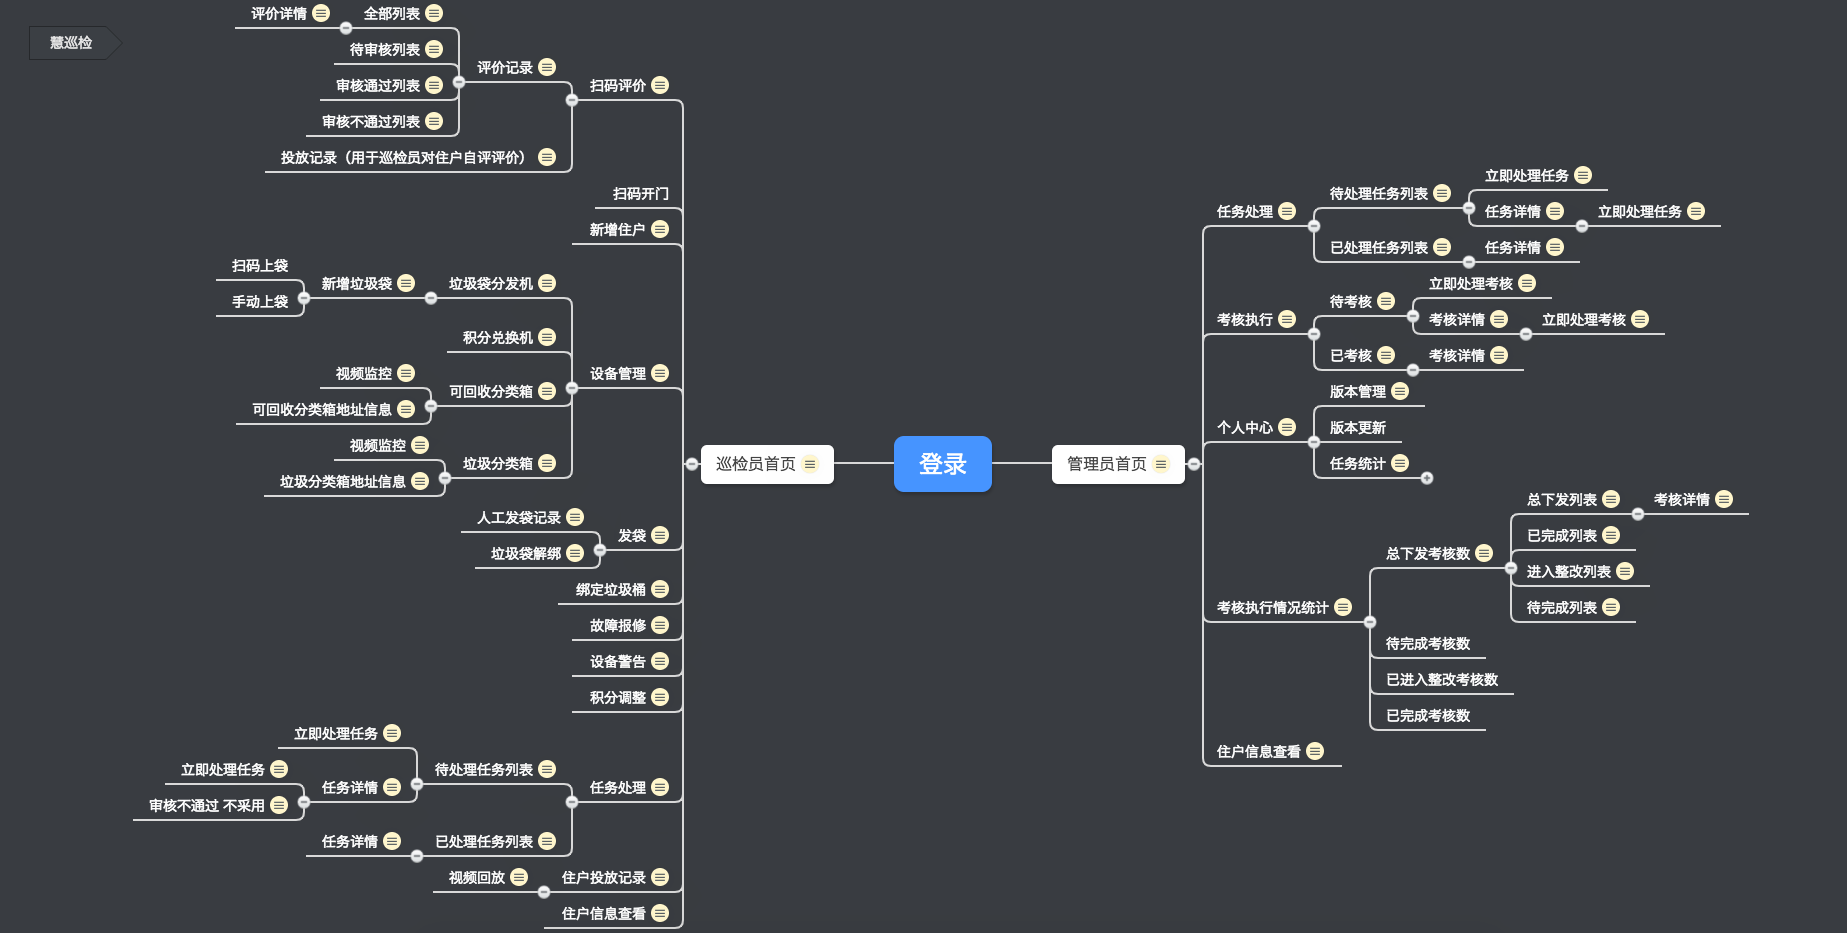 慧巡检
评价详情
全部列表
待审核列表
审核通过列表
审核不通过列表
评价记录
投放记录（用于巡检员对住户自评评价）
扫码评价
扫码开门
新增住户
扫码上袋
手动上袋
新增垃圾袋
垃圾袋分发机
积分兑换机
视频监控
可回收分类箱地址信息
可回收分类箱
视频监控
垃圾分类箱地址信息
垃圾分类箱
设备管理
人工发袋记录
垃圾袋解绑
发袋
绑定垃圾桶
故障报修
设备警告
积分调整
立即处理任务
立即处理任务
审核不通过 不采用
任务详情
待处理任务列表
任务详情
已处理任务列表
任务处理
视频回放
住户投放记录
住户信息查看
巡检员首页
登录
管理员首页
任务处理
待处理任务列表
立即处理任务
任务详情
立即处理任务
已处理任务列表
任务详情
考核执行
待考核
立即处理考核
考核详情
立即处理考核
已考核
考核详情
个人中心
版本管理
版本更新
任务统计
考核执行情况统计
总下发考核数
总下发列表
考核详情
已完成列表
进入整改列表
待完成列表
待完成考核数
已进入整改考核数
已完成考核数
住户信息查看